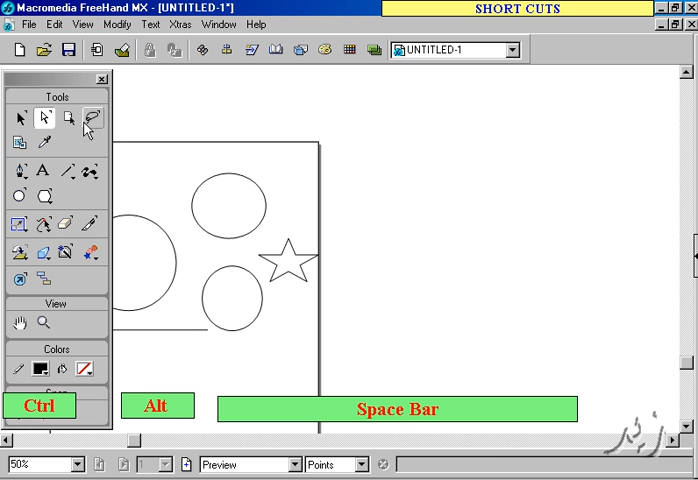 Macromedia FreeHand MX - [UNTITLED-1*]
SHORT CUTS
File Edit View Modify Text Xtras Window Help
UNTITLED-1
Tools
View
Colors
Ctrl
Alt
Space Bar
50%
1
Preview
Points